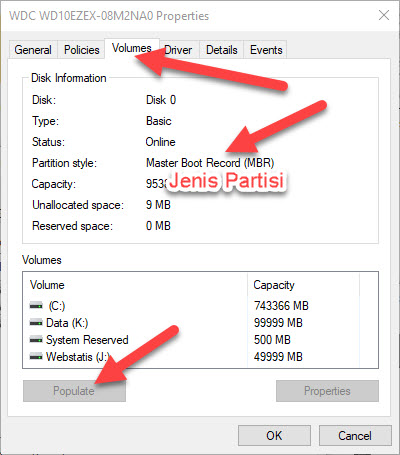 WDC WD10EZEX-08M2NA0 Properties
General Policies Volumes Driver Details Events
Disk Information
Disk: Disk 0
Type: Basic
Status: Online
Partition style: Master Boot Record (MBR)
Jenis Partisi
Capacity:
Unallocated space: 9 MB
Reserved space: 0 MB
Volumes
Volume Capacity
(C:) 743366 MB
Data (K:) 99999 MB
System Reserved 500 MB
Webstatis (J:) 49999 MB
Populate Properties
OK Cancel